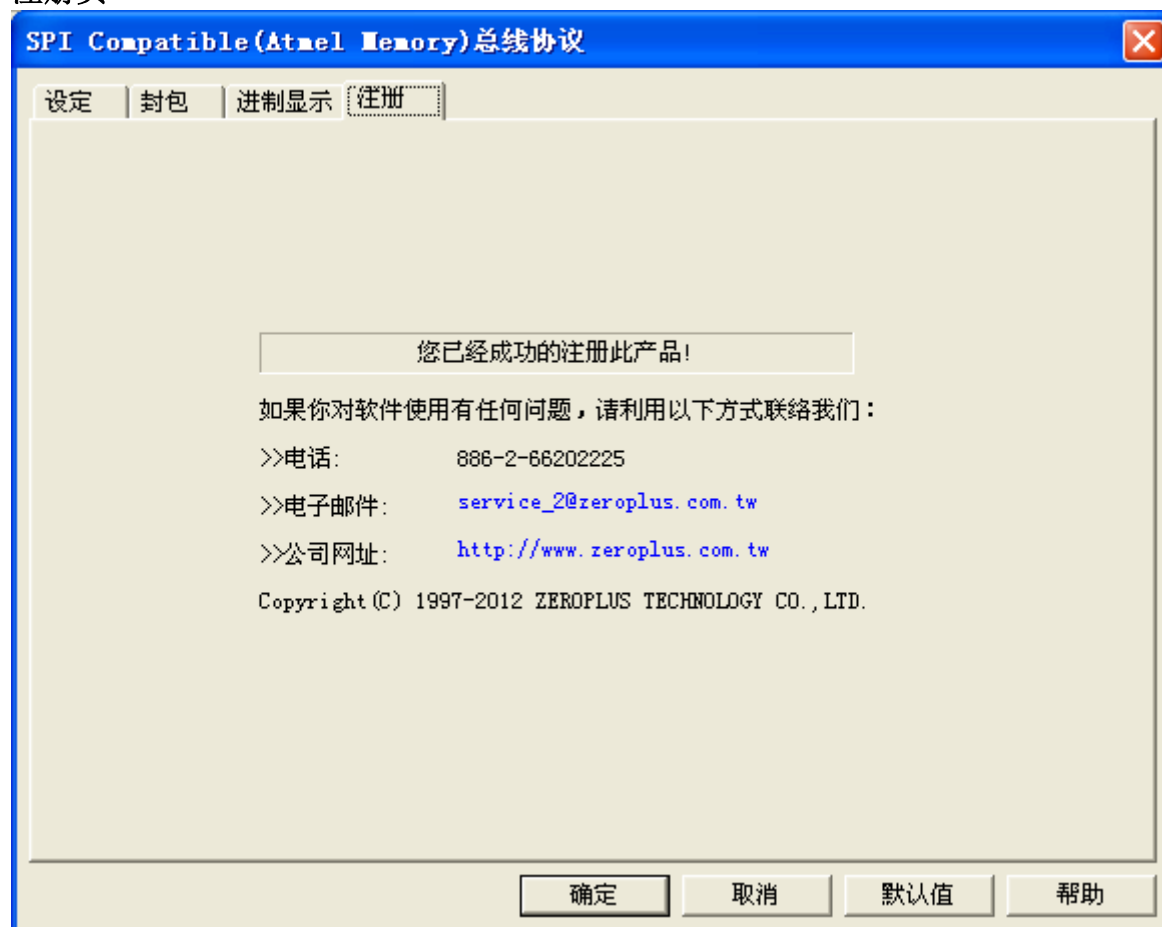 SPI Compatible(Atmel Memory)总线协议
设定 封包 进制显示 注册
您已经成功的注册此产品!
如果你对软件使用有任何问题，请利用以下方式联络我们：
>>电话: 886-2-66202225
>>电子邮件: service_2@zeroplus.com.tw
>>公司网址: http://www.zeroplus.com.tw
Copyright(C) 1997-2012 ZEROPLUS TECHNOLOGY CO.,LTD.
确定 取消 默认值 帮助